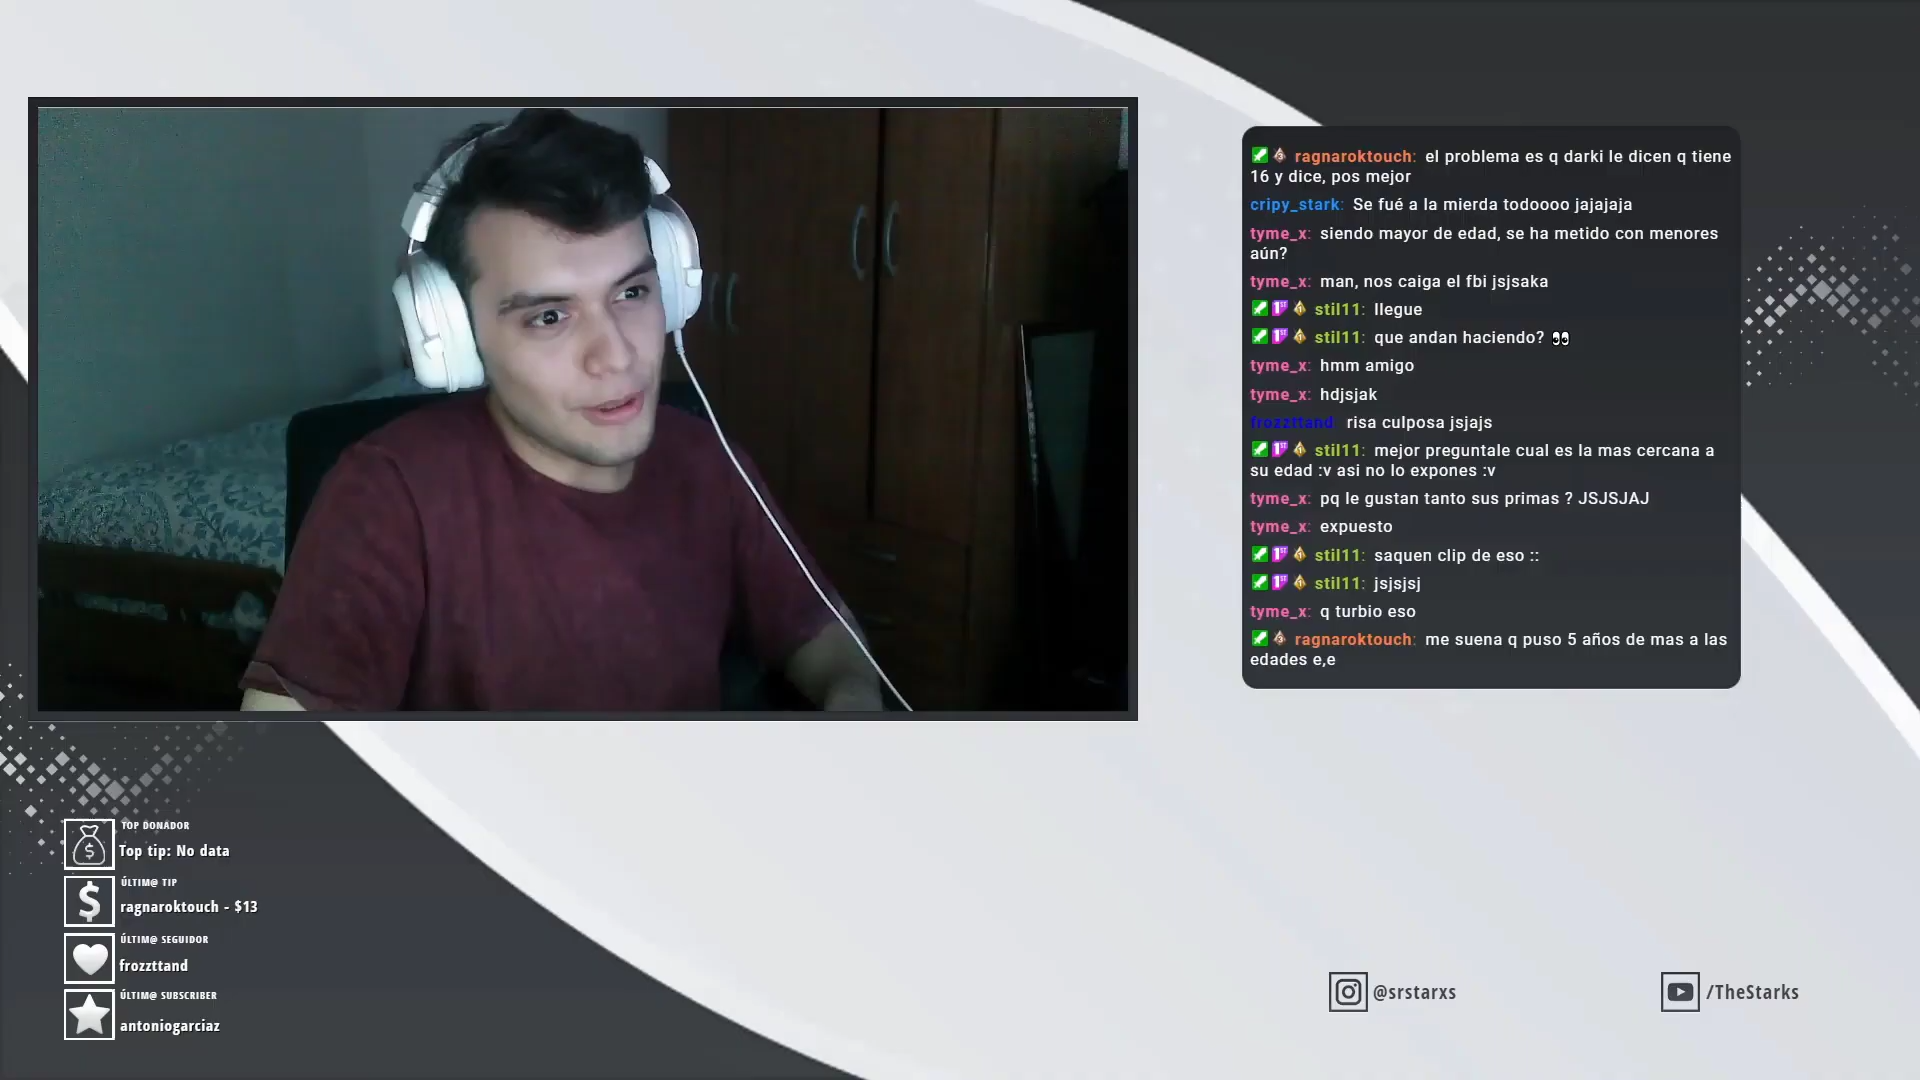 ragnaroktouch: el problema es q darki le dicen q tiene
16 y dice, pos mejor
cripy_stark: Se fué a la mierda todoooo jajajaja
tyme_x: siendo mayor de edad, se ha metido con menores
aún?
tyme_x: man, nos caiga el fbi jsjsaka
stil11: llegue
stil11: que andan haciendo? 👀
tyme_x: hmm amigo
tyme_x: hdjsjak
frozzttand risa culposa jsjajs
stil11: mejor preguntale cual es la mas cercana a
su edad :v asi no lo expones :v
tyme_x: pq le gustan tanto sus primas ? JSJSJAJ
tyme_x: expuesto
stil11: saquen clip de eso ::
stil11: jsjsjsj
tyme_x: q turbio eso
ragnaroktouch: me suena q puso 5 años de mas a las
edades e,e
TOP DONADOR
Top tip: No data
ÚLTIM@ TIP
ragnaroktouch - $13
ÚLTIM@ SEGUIDOR
frozzttand
ÚLTIM@ SUBSCRIBER
antoniogarciaz
@srstarxs
/TheStarks